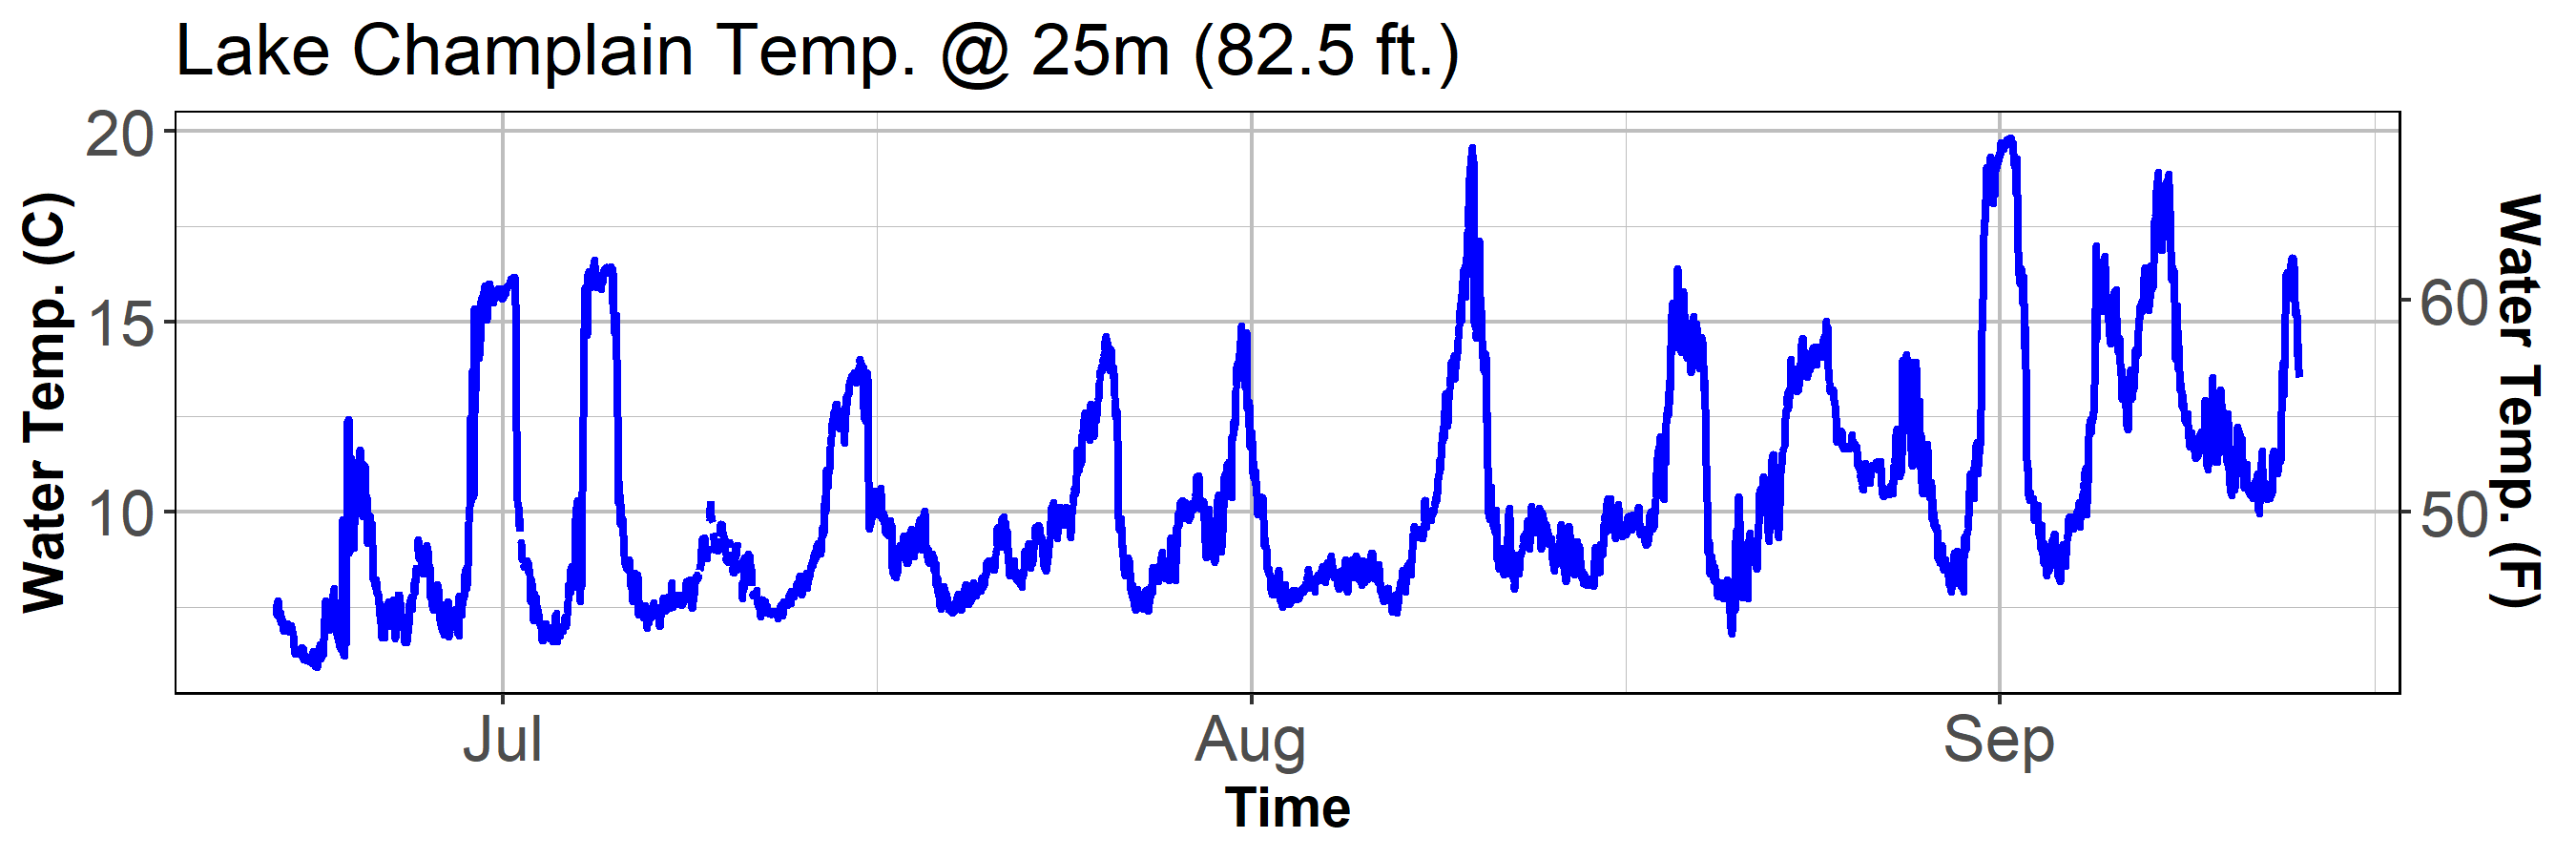 Lake Champlain Temp. @ 25m (82.5 ft.)
Water Temp. (C)
20
15
10
60
50
Water Temp. (F)
Jul Aug Sep
Time